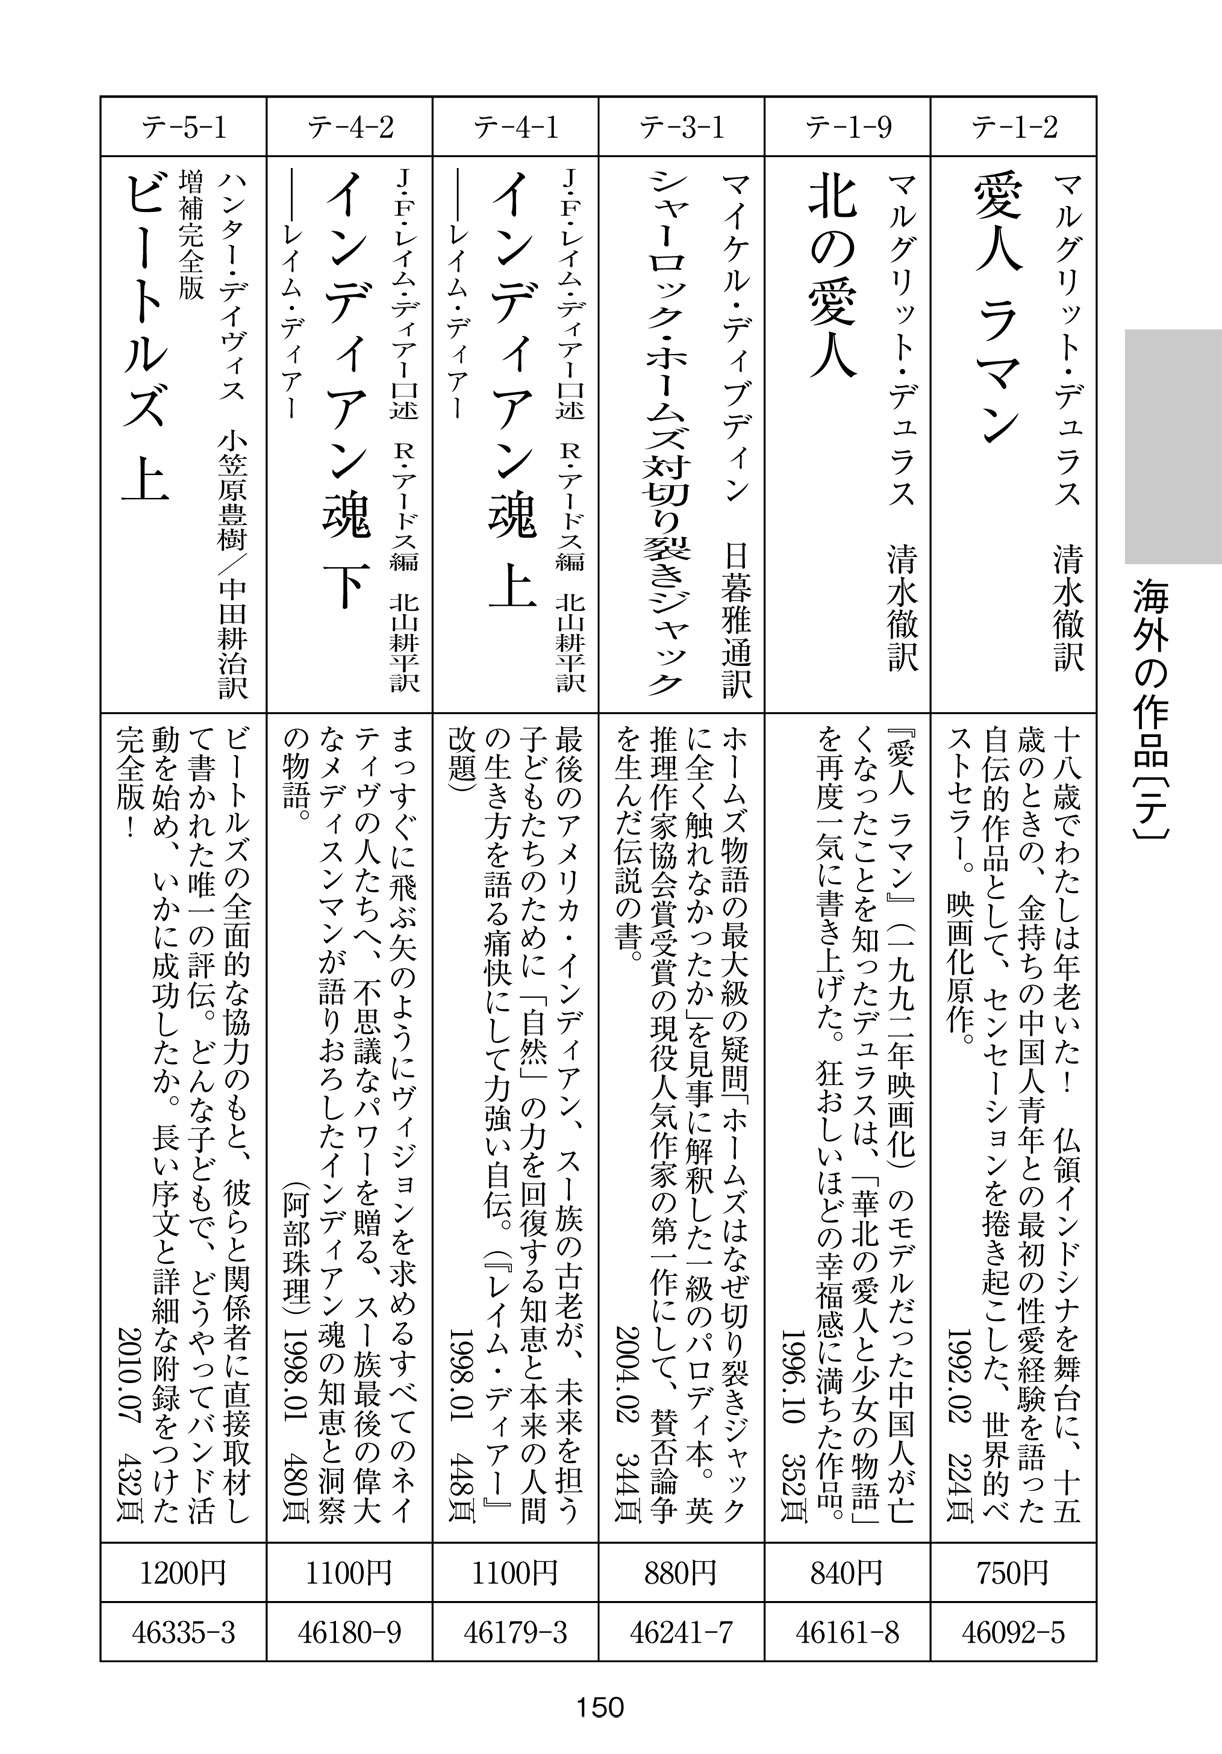 海外の作品〔テ〕
テ-1-2
マルグリット・デュラス　清水徹訳
愛人 ラマン
十八歳でわたしは年老いた！　仏領インドシナを舞台に、十五
歳のときの、金持ちの中国人青年との最初の性愛経験を語った
自伝的作品として、センセーションを捲き起こした、世界的ベ
ストセラー。映画化原作。
1992.02　224頁
750円
46092-5
テ-1-9
マルグリット・デュラス　清水徹訳
北の愛人
『愛人 ラマン』（一九九二年映画化）のモデルだった中国人が亡
くなったことを知ったデュラスは、「華北の愛人と少女の物語」
を再度一気に書き上げた。狂おしいほどの幸福感に満ちた作品。
1996.10　352頁
840円
46161-8
テ-3-1
マイケル・ディブディン　日暮雅通訳
シャーロック・ホームズ対切り裂きジャック
ホームズ物語の最大級の疑問「ホームズはなぜ切り裂きジャック
に全く触れなかったか」を見事に解釈した一級のパロディ本。英
推理作家協会賞受賞の現役人気作家の第一作にして、賛否論争
を生んだ伝説の書。
2004.02　344頁
880円
46241-7
テ-4-1
J・F・レイム・ディアー口述　R・アードス編　北山耕平訳
インディアン魂 上
――レイム・ディアー
最後のアメリカ・インディアン、スー族の古老が、未来を担う
子どもたちのために「自然」の力を回復する知恵と本来の人間
の生き方を語る痛快にして力強い自伝。（『レイム・ディアー』
改題）
1998.01　448頁
1100円
46179-3
テ-4-2
J・F・レイム・ディアー口述　R・アードス編　北山耕平訳
インディアン魂 下
――レイム・ディアー
まっすぐに飛ぶ矢のようにヴィジョンを求めるすべてのネイ
ティヴの人たちへ、不思議なパワーを贈る、スー族最後の偉大
なメディスンマンが語りおろしたインディアン魂の知恵と洞察
の物語。
（阿部珠理）1998.01　480頁
1100円
46180-9
テ-5-1
ハンター・デイヴィス　小笠原豊樹／中田耕治訳
増補完全版
ビートルズ 上
ビートルズの全面的な協力のもと、彼らと関係者に直接取材し
て書かれた唯一の評伝。どんな子どもで、どうやってバンド活
動を始め、いかに成功したか。長い序文と詳細な附録をつけた
完全版！
2010.07　432頁
1200円
46335-3
150